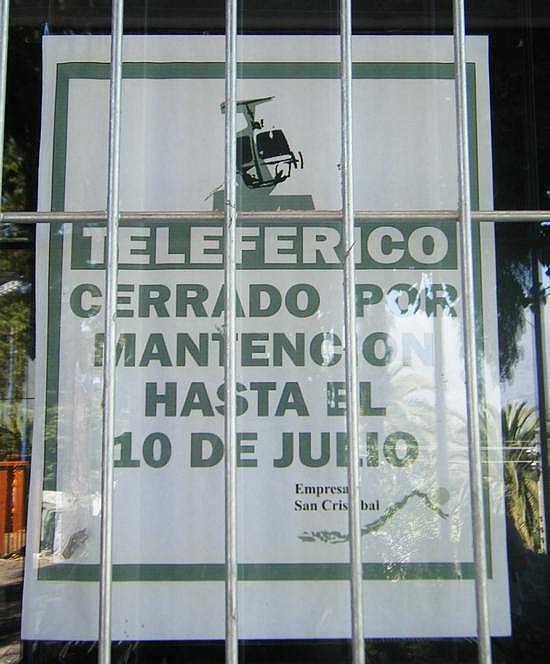 TELEFERICO
CERRADO POR
MANTENCION
HASTA EL
10 DE JULIO
Empresa
San Cristobal